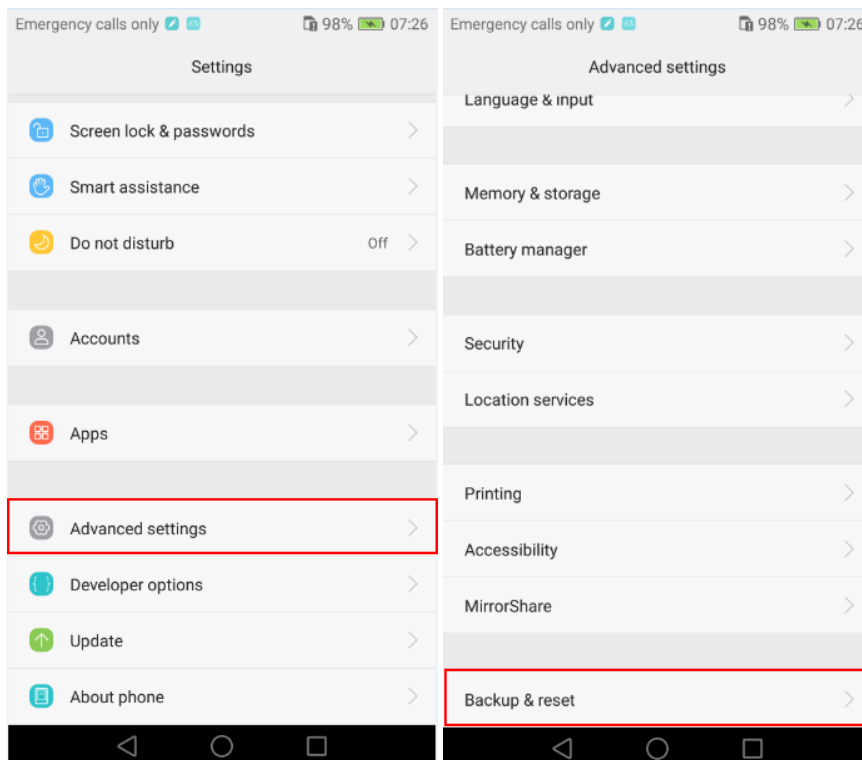 Emergency calls only 98% 07:26
Settings
Screen lock & passwords
Smart assistance
Do not disturb Off
Accounts
Apps
Advanced settings
Developer options
Update
About phone
Emergency calls only 98% 07:26
Advanced settings
Language & input
Memory & storage
Battery manager
Security
Location services
Printing
Accessibility
MirrorShare
Backup & reset